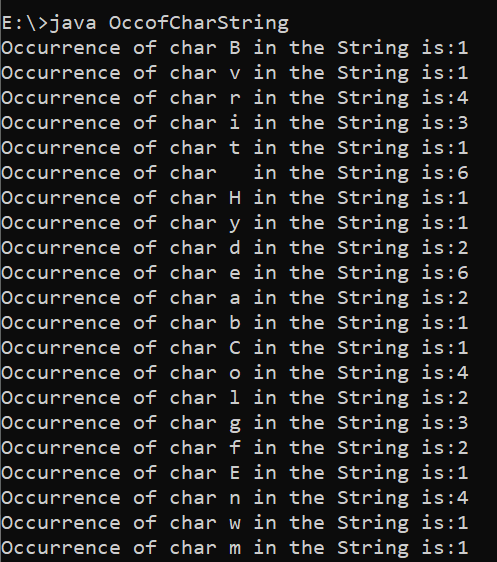 E:\>java OccofCharString
Occurrence of char B in the String is:1
Occurrence of char v in the String is:1
Occurrence of char r in the String is:4
Occurrence of char i in the String is:3
Occurrence of char t in the String is:1
Occurrence of char   in the String is:6
Occurrence of char H in the String is:1
Occurrence of char y in the String is:1
Occurrence of char d in the String is:2
Occurrence of char e in the String is:6
Occurrence of char a in the String is:2
Occurrence of char b in the String is:1
Occurrence of char C in the String is:1
Occurrence of char o in the String is:4
Occurrence of char l in the String is:2
Occurrence of char g in the String is:3
Occurrence of char f in the String is:2
Occurrence of char E in the String is:1
Occurrence of char n in the String is:4
Occurrence of char w in the String is:1
Occurrence of char m in the String is:1